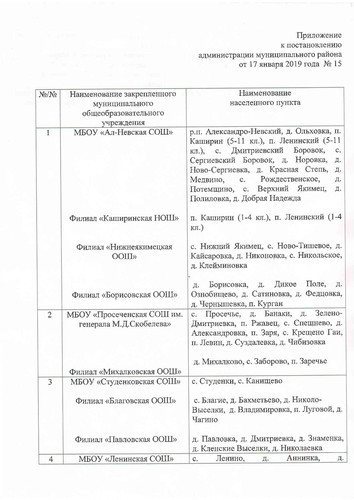 Приложение
к постановлению
администрации муниципального района
от 17 января 2019 года № 15
№/№
Наименование закрепленного
муниципального
общеобразовательного
учреждения
Наименование
населенного пункта
1
МБОУ «Ал-Невская СОШ»
р.п. Александро-Невский, д. Ольховка, п.
Каширин (5-11 кл.), п. Ленинский (5-11
кл.), с. Дмитриевский Боровок, с.
Сергиевский Боровок, д. Норовка, д.
Ново-Сергиевка, д. Красная Степь, д.
Медвино, с. Рождественское, д.
Потемщино, с. Верхний Якимец, д.
Полиловка, д. Добрая Надежда
Филиал «Каширинская НОШ»
п. Каширин (1-4 кл.), п. Ленинский (1-4
кл.)
Филиал «Нижнеякимецкая
ООШ»
с. Нижний Якимец, с. Ново-Тишевое, д.
Кайсаровка, д. Никоновка, с. Никольское,
д. Клейминовка
Филиал «Борисовская ООШ»
д. Борисовка, д. Дикое Поле, д.
Ознобищево, д. Сатиновка, д. Федцовка,
д. Чернышевка, п. Курган
2
МБОУ «Просеченская СОШ им.
генерала М.Д.Скобелева»
с. Просечье, д. Банаки, д. Зелено-
Дмитриевка, п. Ржавец, с. Спешнево, д.
Александровка, п. Заря, с. Крещено Гаи,
п. Левин, д. Суздалевка, д. Чибизовка
Филиал «Михалковская ООШ»
д. Михалково, с. Заборово, п. Заречье
3
МБОУ «Студенковская СОШ»
с. Студенки, с. Канищево
Филиал «Благовская ООШ»
с. Благие, д. Бахметьево, д. Николо-
Выселки, д. Владимировка, п. Луговой, д.
Чагино
Филиал «Павловская ООШ»
д. Павловка, д. Дмитриевка, д. Знаменка,
д. Кленские Выселки, д. Николаевка
4
МБОУ «Ленинская СОШ»
с. Ленино, д. Аннинка, д.